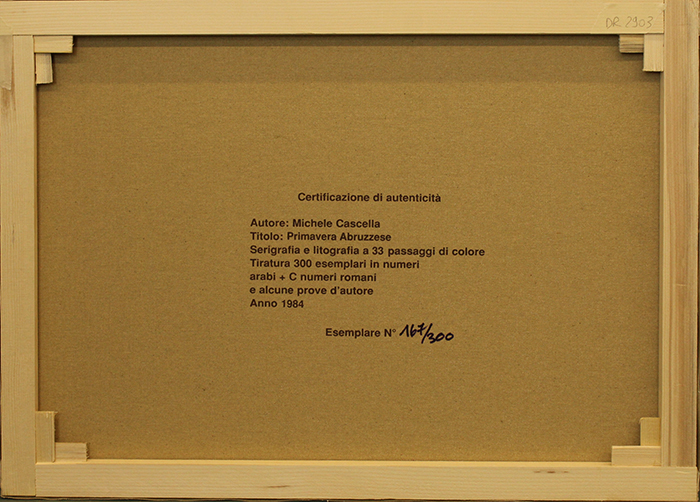 DR 2903
Certificazione di autenticità
Autore: Michele Cascella
Titolo: Primavera Abruzzese
Serigrafia e litografia a 33 passaggi di colore
Tiratura 300 esemplari in numeri
arabi + C numeri romani
e alcune prove d'autore
Anno 1984
Esemplare N° 167/300